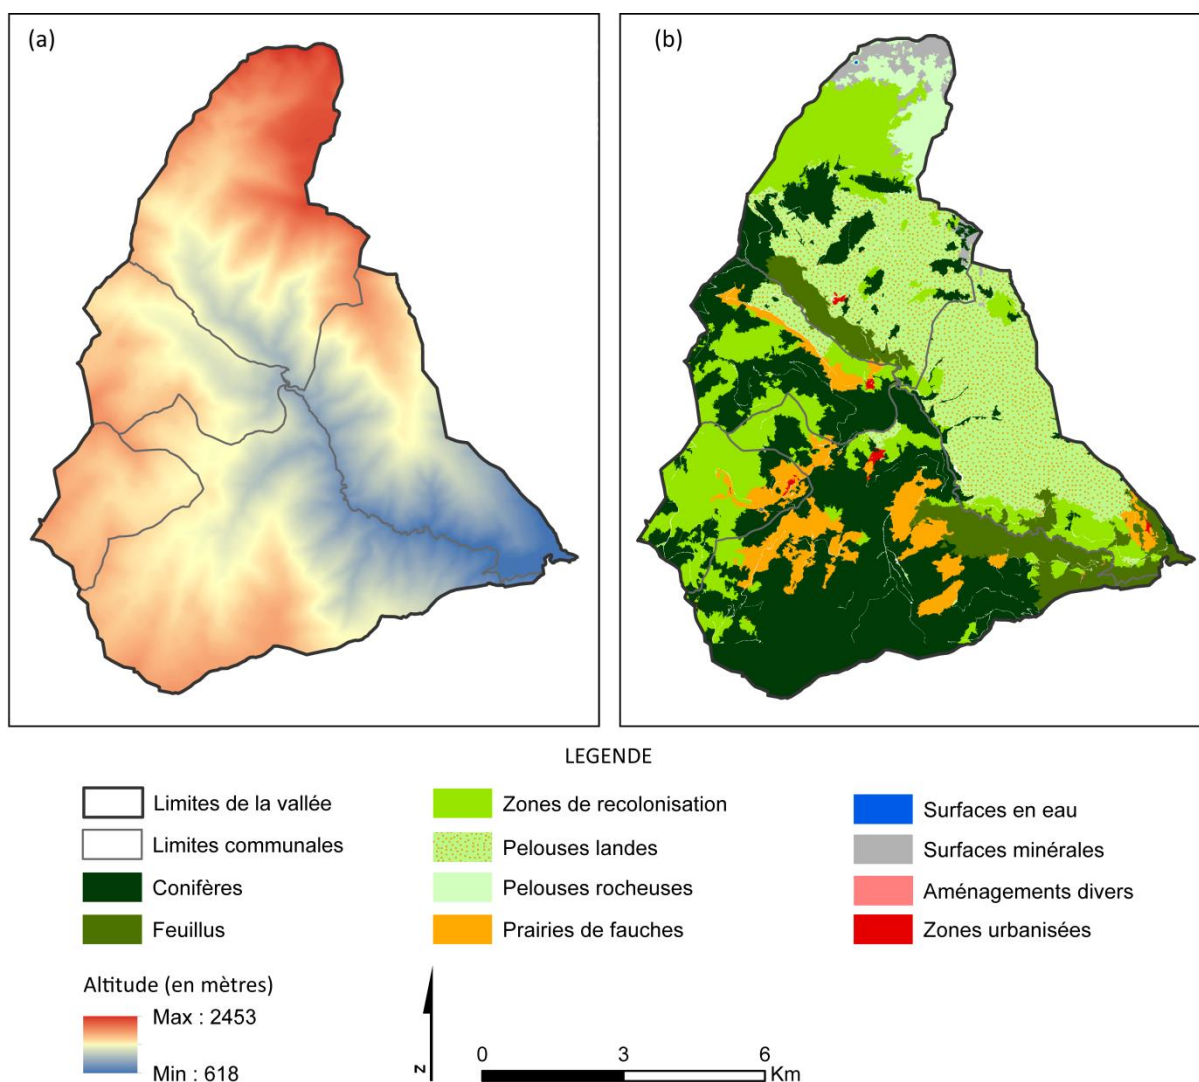 (a)
(b)
LEGENDE
Limites de la vallée
Limites communales
Conifères
Feuillus
Zones de recolonisation
Pelouses landes
Pelouses rocheuses
Prairies de fauches
Surfaces en eau
Surfaces minérales
Aménagements divers
Zones urbanisées
Altitude (en mètres)
Max : 2453
Min : 618
N
0 3 6
Km